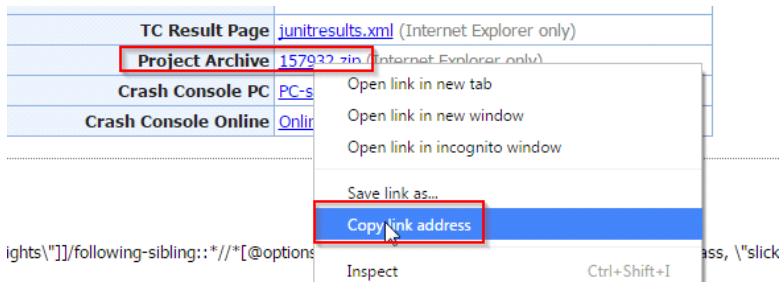 TC Result Page junitresults.xml (Internet Explorer only)
Project Archive 157932.zip (Internet Explorer only)
Crash Console PC PC-s
Crash Console Online Onlin
Open link in new tab
Open link in new window
Open link in incognito window
Save link as...
Copy link address
Inspect Ctrl+Shift+I
ights\"]]/following-sibling::*//*[@options ass, \"slick